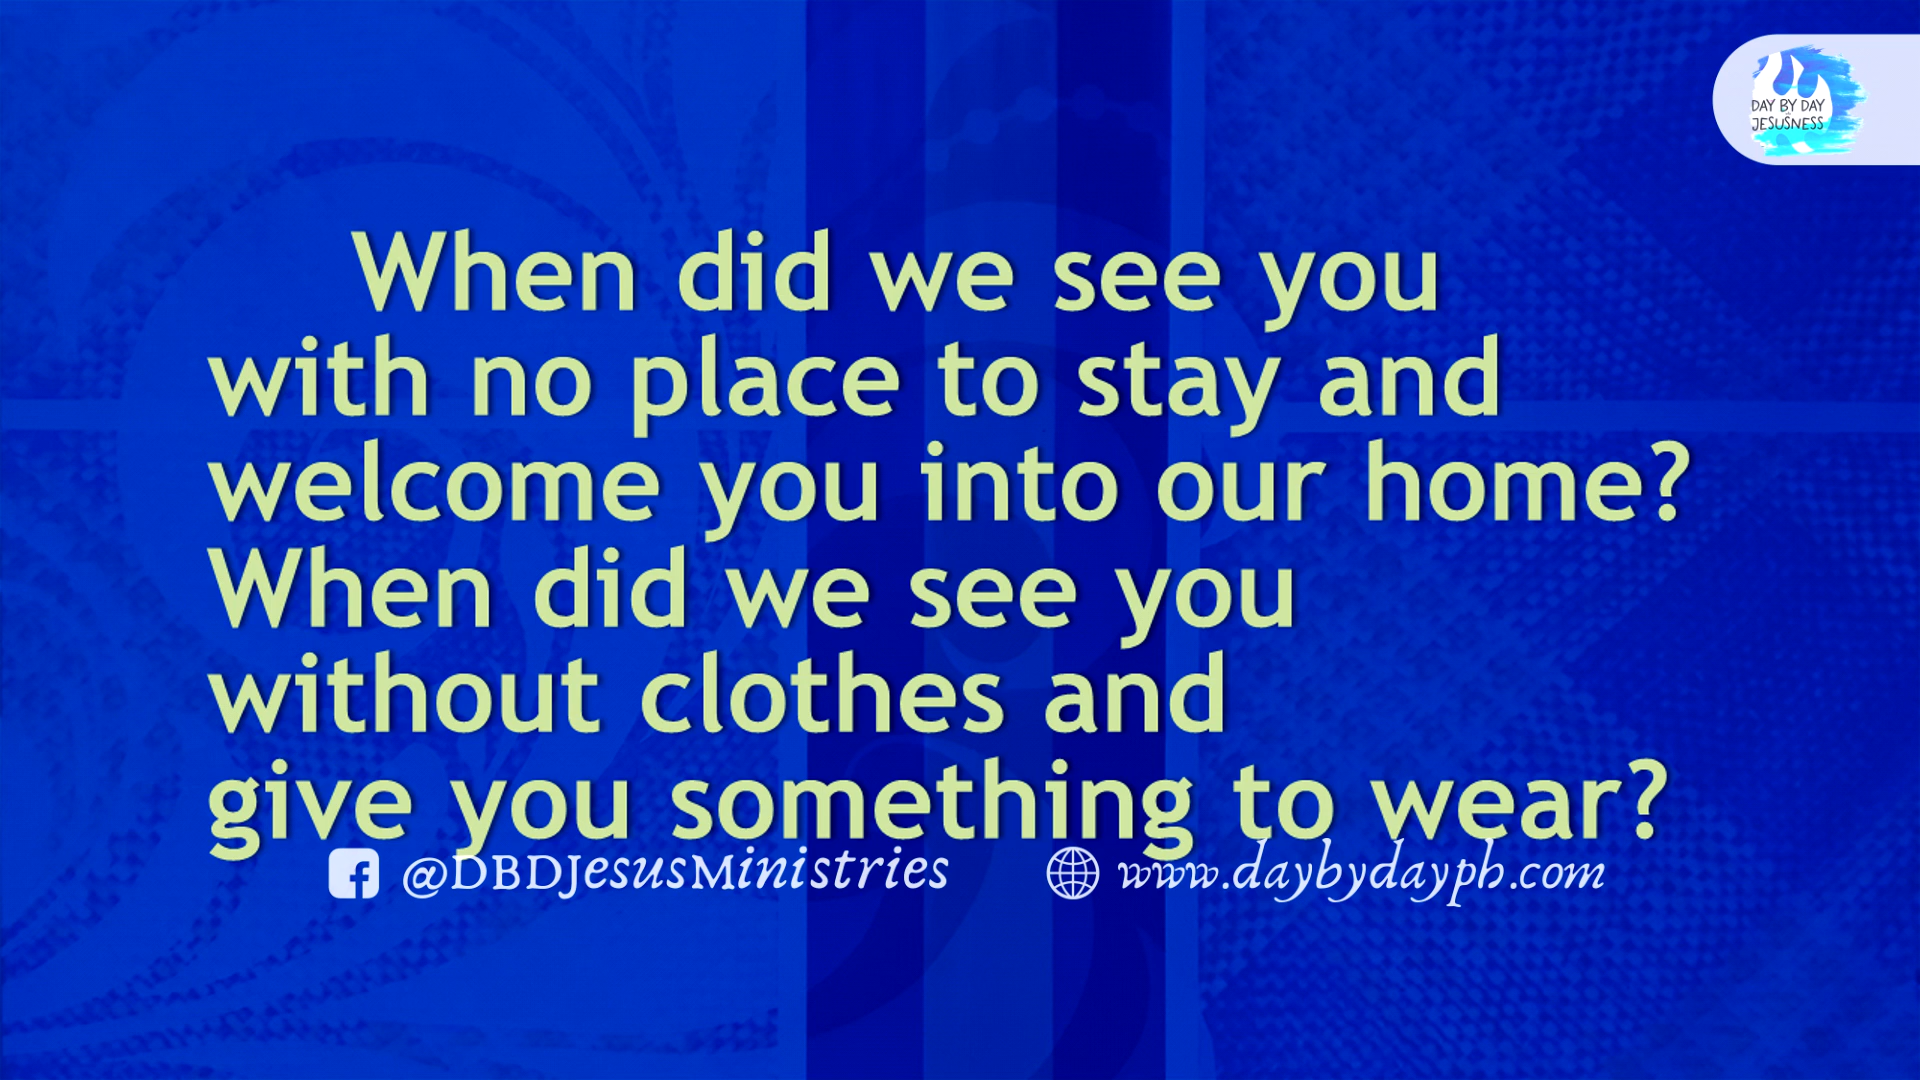 DAY BY DAY
JESUSNESS
When did we see you
with no place to stay and
welcome you into our home?
When did we see you
without clothes and
give you something to wear?
@DBDJesusMinistries
www.daybydayph.com